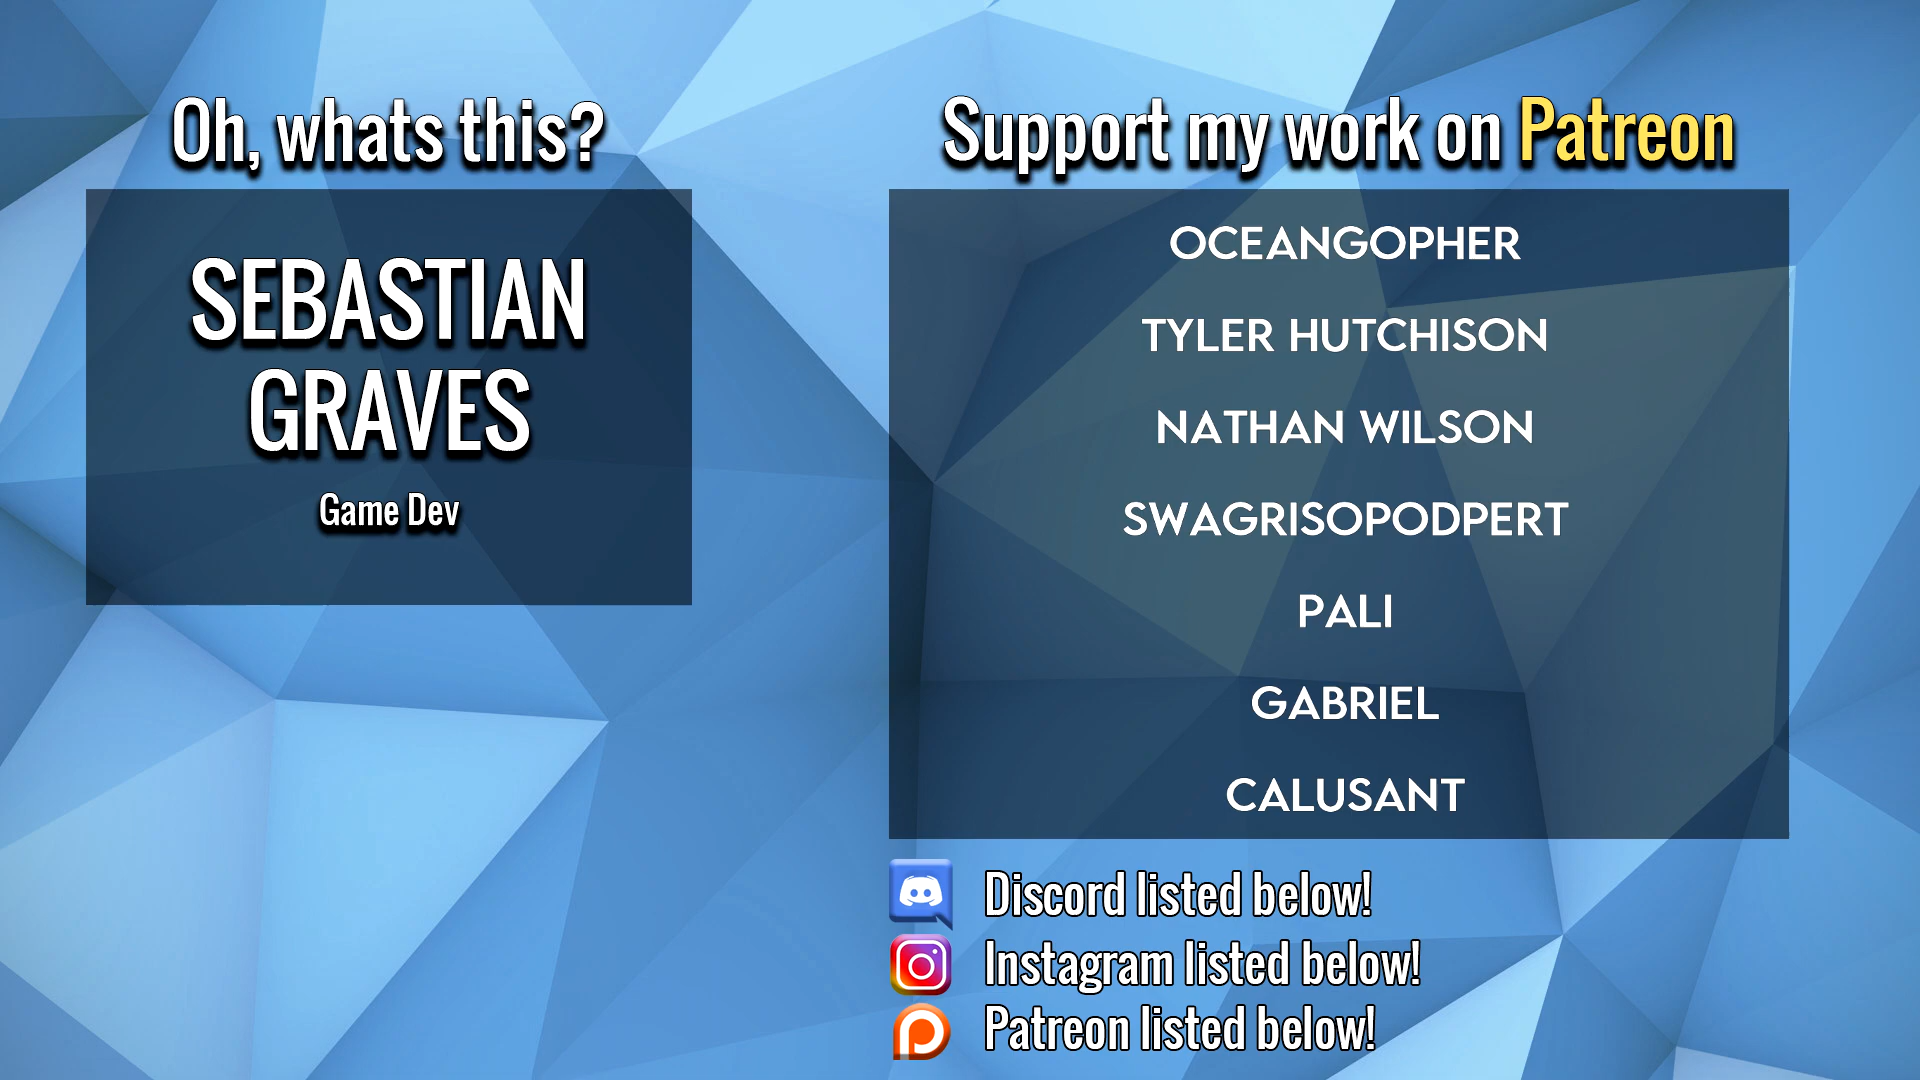 Oh, whats this?
SEBASTIAN
GRAVES
Game Dev
Support my work on Patreon
OCEANGOPHER
TYLER HUTCHISON
NATHAN WILSON
SWAGRISOPODPERT
PALI
GABRIEL
CALUSANT
Discord listed below!
Instagram listed below!
Patreon listed below!